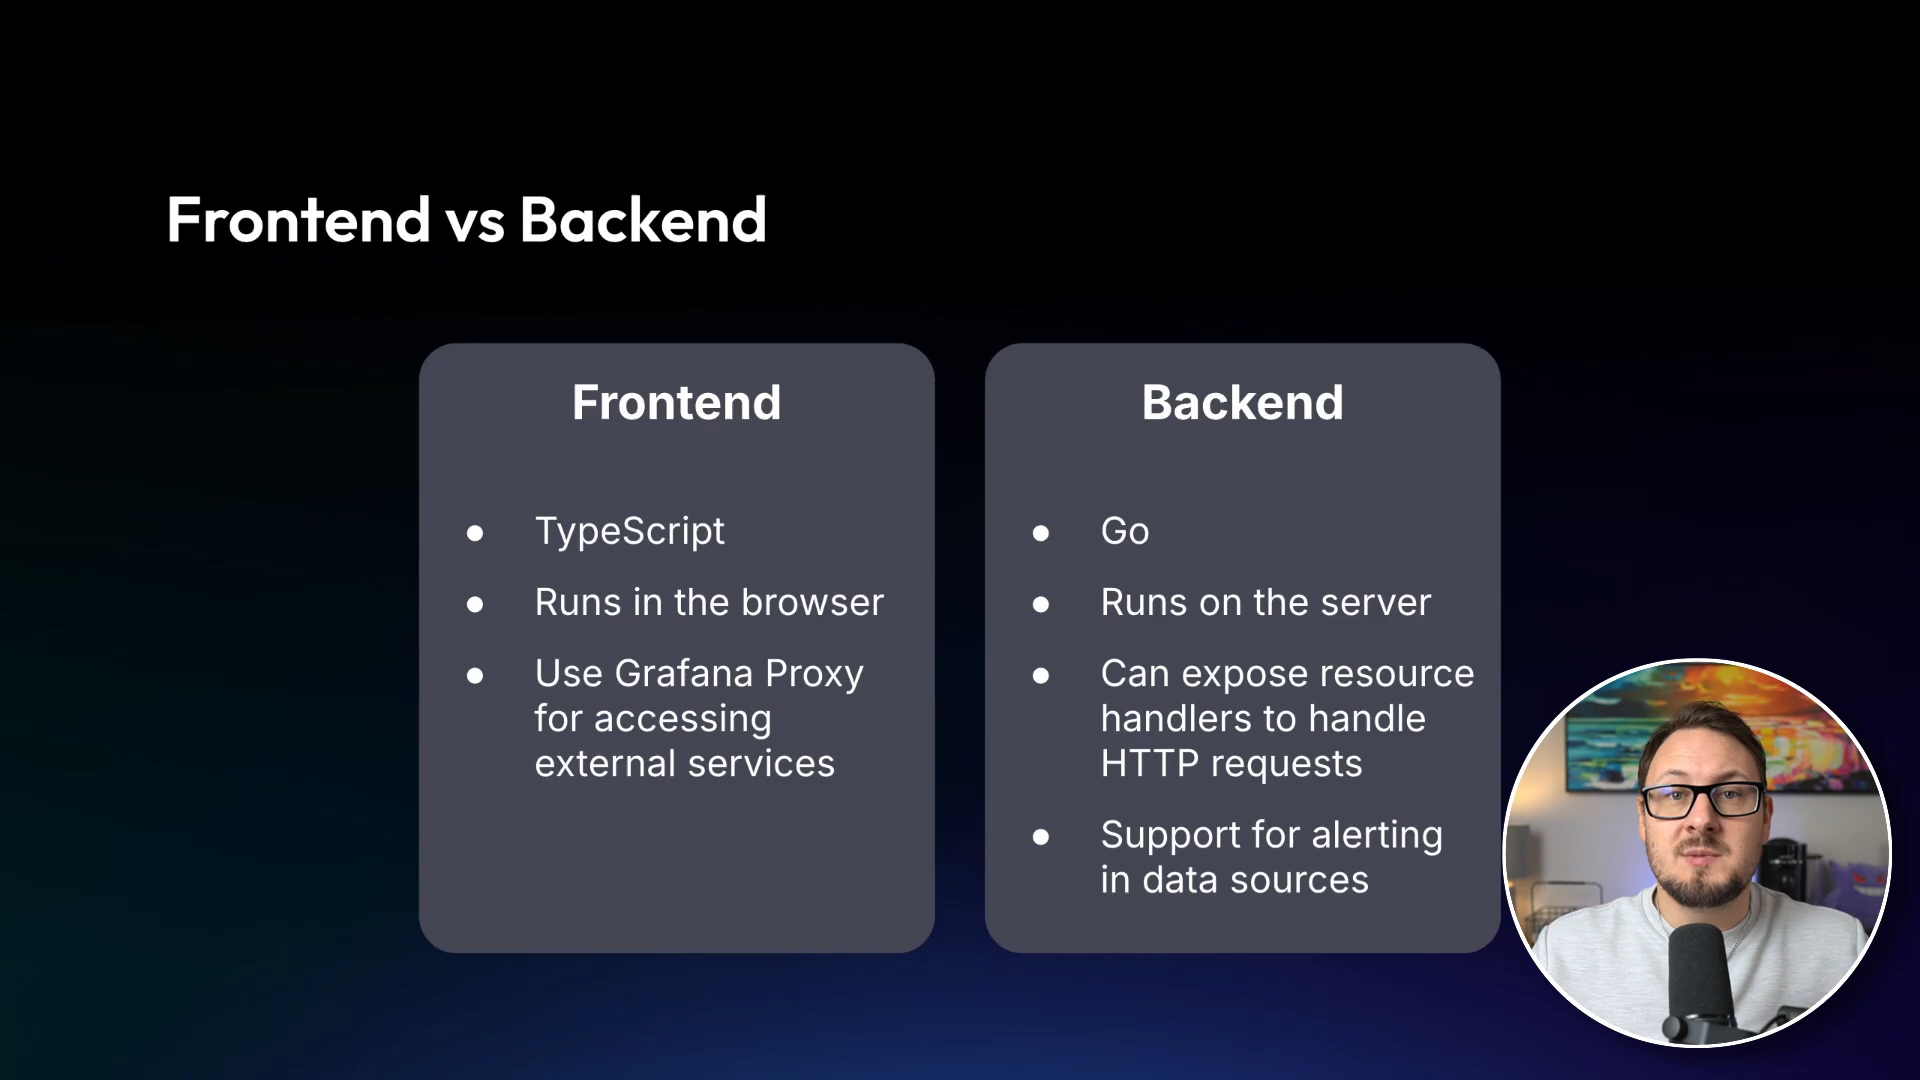 Frontend vs Backend
Frontend
● TypeScript
● Runs in the browser
● Use Grafana Proxy
for accessing
external services
Backend
● Go
● Runs on the server
● Can expose resource
handlers to handle
HTTP requests
● Support for alerting
in data sources